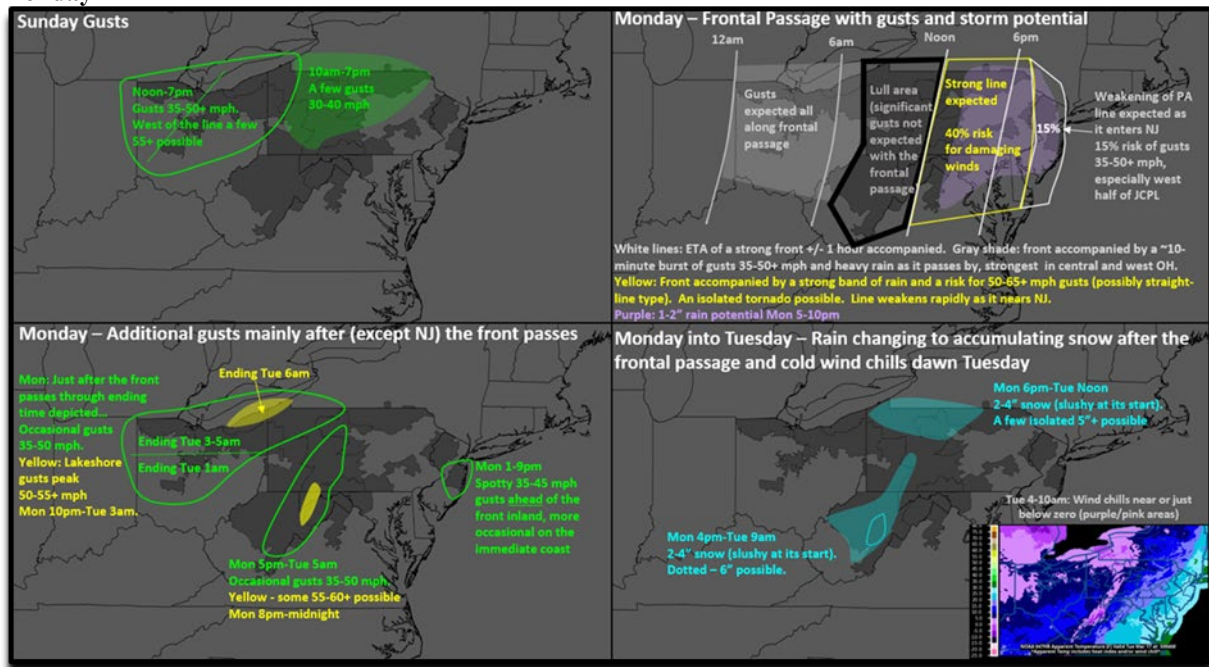 Sunday Gusts
Noon-7pm
Gusts 35-50+ mph.
West of the line a few
55+ possible
10am-7pm
A few gusts
30-40 mph
Monday – Frontal Passage with gusts and storm potential
12am
6am
Noon
6pm
Gusts
expected all
along frontal
passage
Lull area
(significant
gusts not
expected
with the
frontal
passage
Strong line
expected
40% risk
for damaging
winds
15%
Weakening of PA
line expected as
it enters NJ
15% risk of gusts
35-50+ mph,
especially west
half of JCPL
White lines: ETA of a strong front +/- 1 hour accompanied. Gray shade: front accompanied by a ~10-
minute burst of gusts 35-50+ mph and heavy rain as it passes by, strongest in central and west OH.
Yellow: Front accompanied by a strong band of rain and a risk for 50-65+ mph gusts (possibly straight-
line type). An isolated tornado possible. Line weakens rapidly as it nears NJ.
Purple: 1-2” rain potential Mon 5-10pm
Monday – Additional gusts mainly after (except NJ) the front passes
Mon: Just after the front
passes through ending
time depicted…
Occasional gusts
35-50 mph.
Yellow: Lakeshore
gusts peak
50-55+ mph
Mon 10pm-Tue 3am.
Ending Tue 6am
Ending Tue 3-5am
Ending Tue 1am
Mon 1-9pm
Spotty 35-45 mph
gusts ahead of the
front inland, more
occasional on the
immediate coast
Mon 5pm-Tue 5am
Occasional gusts 35-50 mph.
Yellow - some 55-60+ possible
Mon 8pm-midnight
Monday into Tuesday – Rain changing to accumulating snow after the
frontal passage and cold wind chills dawn Tuesday
Mon 6pm-Tue Noon
2-4” snow (slushy at its start).
A few isolated 5”+ possible
Mon 4pm-Tue 9am
2-4” snow (slushy at its start).
Dotted – 6” possible.
Tue 4-10am: Wind chills near or just
below zero (purple/pink areas)